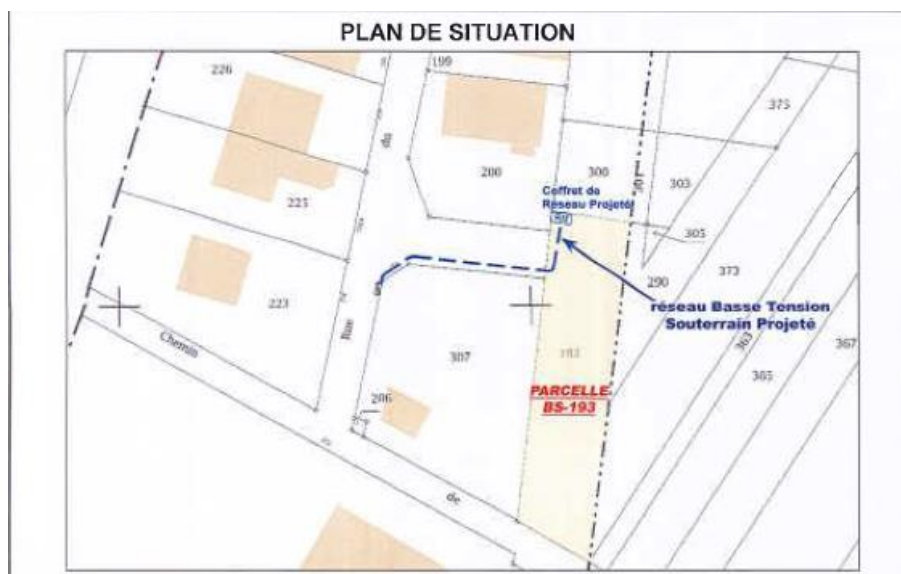 PLAN DE SITUATION
226
199
du
375
200
300
303
225
Coffret de
Réseau Projeté
305
373
290
223
réseau Basse Tension
Souterrain Projeté
Rue
Chemin
307
193
363
367
365
PARCELLE
BS-193
206
de